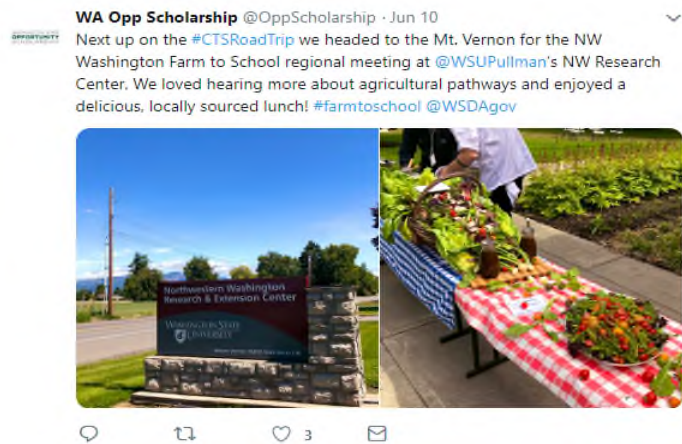 WA Opp Scholarship @OppScholarship · Jun 10
OPPORTUNITY
Next up on the #CTSRoadTrip we headed to the Mt. Vernon for the NW
Washington Farm to School regional meeting at @WSUPullman's NW Research
Center. We loved hearing more about agricultural pathways and enjoyed a
delicious, locally sourced lunch! #farmtoschool @WSDAgov
Northwestern Washington
Research & Extension Center
WASHINGTON STATE
UNIVERSITY
3